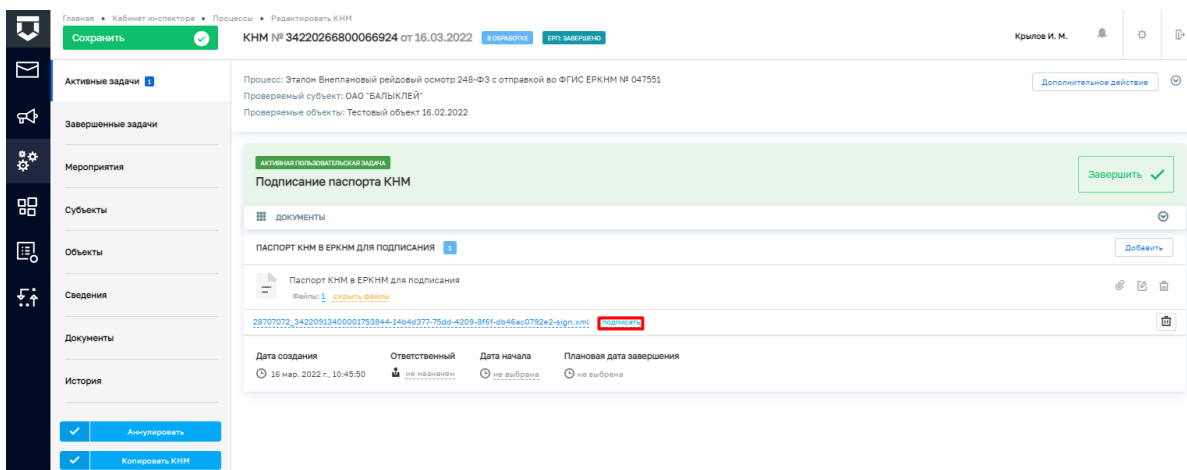 Главная ▸ Кабинет инспектора ▸ Процессы ▸ Редактировать КНМ
Сохранить
КНМ № 34220266800066924 от 16.03.2022 В ОБРАБОТКЕ ЕРП: ЗАВЕРШЕНО
Крылов И. М.
Активные задачи 1
Завершенные задачи
Мероприятия
Субъекты
Объекты
Сведения
Документы
История
Аннулировать
Копировать КНМ
Процесс: Эталон Внеплановый рейдовый осмотр 248-ФЗ с отправкой во ФГИС ЕРКНМ № 047551
Дополнительное действие
Проверяемый субъект: ОАО "БАЛЫКЛЕЙ"
Проверяемые объекты: Тестовый объект 16.02.2022
АКТИВНАЯ ПОЛЬЗОВАТЕЛЬСКАЯ ЗАДАЧА
Подписание паспорта КНМ
Завершить
ДОКУМЕНТЫ
ПАСПОРТ КНМ В ЕРКНМ ДЛЯ ПОДПИСАНИЯ 1
Добавить
Паспорт КНМ в ЕРКНМ для подписания
Файлы: 1 скрыть файлы
28707072_34220913400001753844-14b4d377-75dd-4209-8f6f-db46ac0792e2-sign.xml подписать
Дата создания Ответственный Дата начала Плановая дата завершения
16 мар. 2022 г., 10:45:50 не назначен не выбрана не выбрана